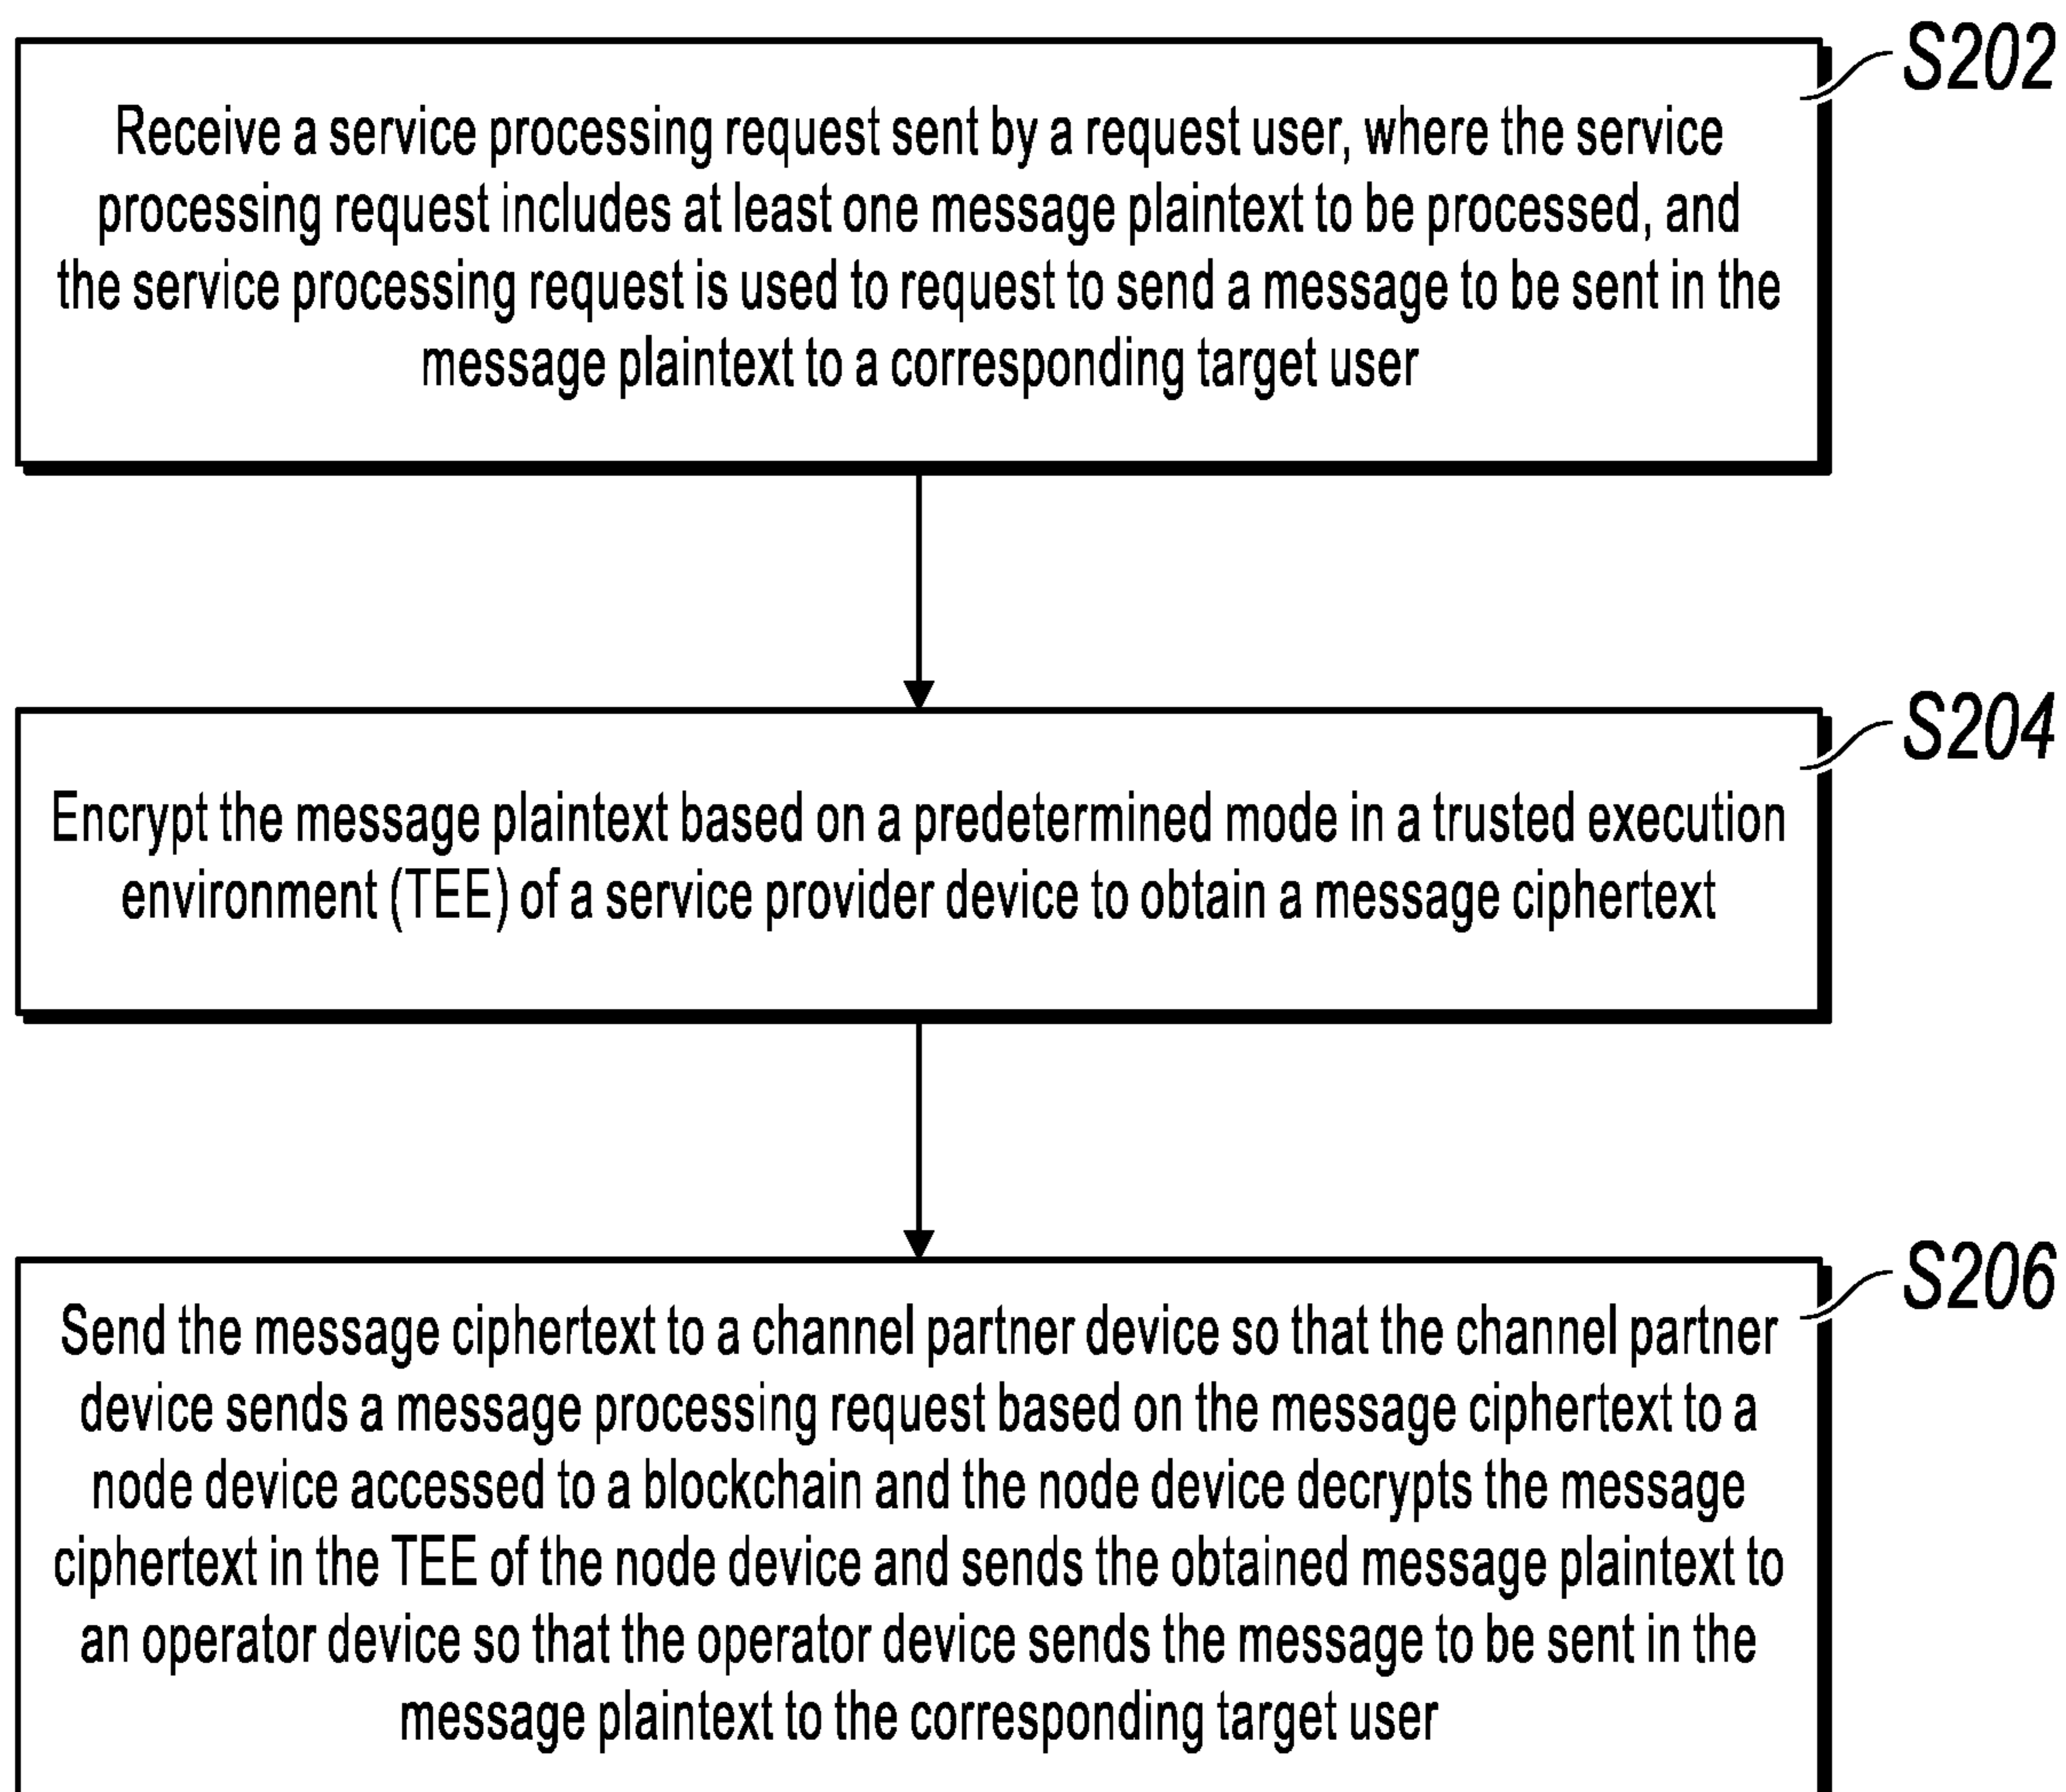 S202
Receive a service processing request sent by a request user, where the service
processing request includes at least one message plaintext to be processed, and
the service processing request is used to request to send a message to be sent in the
message plaintext to a corresponding target user
S204
Encrypt the message plaintext based on a predetermined mode in a trusted execution
environment (TEE) of a service provider device to obtain a message ciphertext
S206
Send the message ciphertext to a channel partner device so that the channel partner
device sends a message processing request based on the message ciphertext to a
node device accessed to a blockchain and the node device decrypts the message
ciphertext in the TEE of the node device and sends the obtained message plaintext to
an operator device so that the operator device sends the message to be sent in the
message plaintext to the corresponding target user